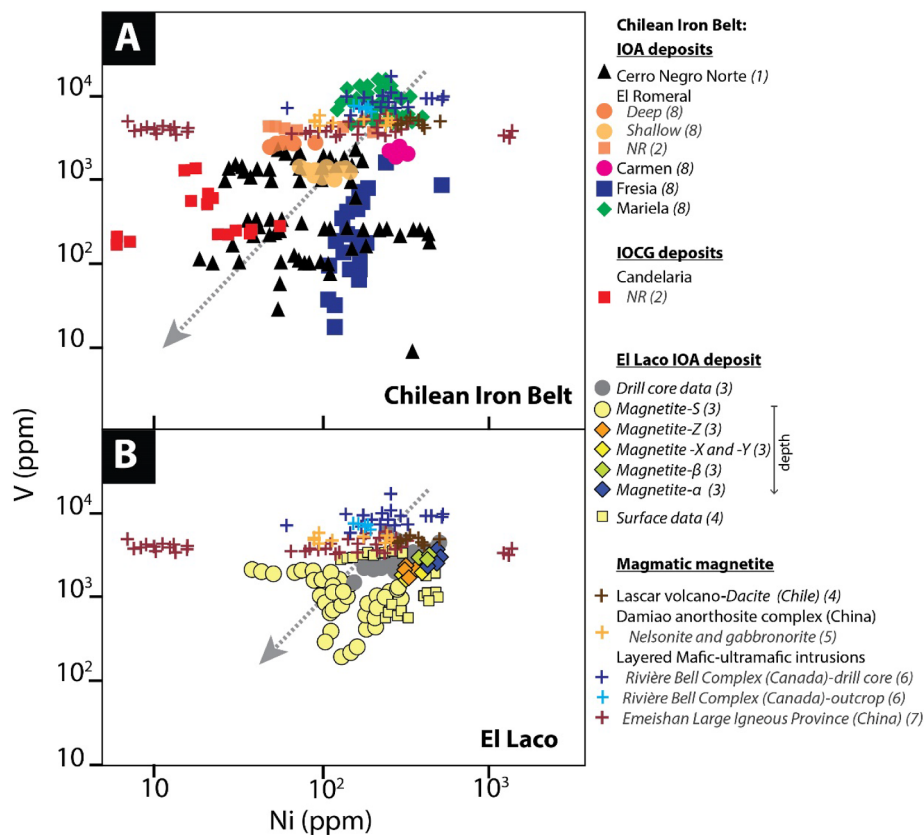 A
10⁴
10³
10²
10
Chilean Iron Belt
B
10⁴
10³
10²
10
El Laco
10
10²
10³
V (ppm)
Ni (ppm)
Chilean Iron Belt:
IOA deposits
Cerro Negro Norte (1)
El Romeral
Deep (8)
Shallow (8)
NR (2)
Carmen (8)
Fresia (8)
Mariela (8)
IOCG deposits
Candelaria
NR (2)
El Laco IOA deposit
Drill core data (3)
Magnetite-S (3)
Magnetite-Z (3)
Magnetite -X and -Y (3)
Magnetite-β (3)
Magnetite-α (3)
depth
Surface data (4)
Magmatic magnetite
Lascar volcano-Dacite (Chile) (4)
Damiao anorthosite complex (China)
Nelsonite and gabbronorite (5)
Layered Mafic-ultramafic intrusions
Rivière Bell Complex (Canada)-drill core (6)
Rivière Bell Complex (Canada)-outcrop (6)
Emeishan Large Igneous Province (China) (7)